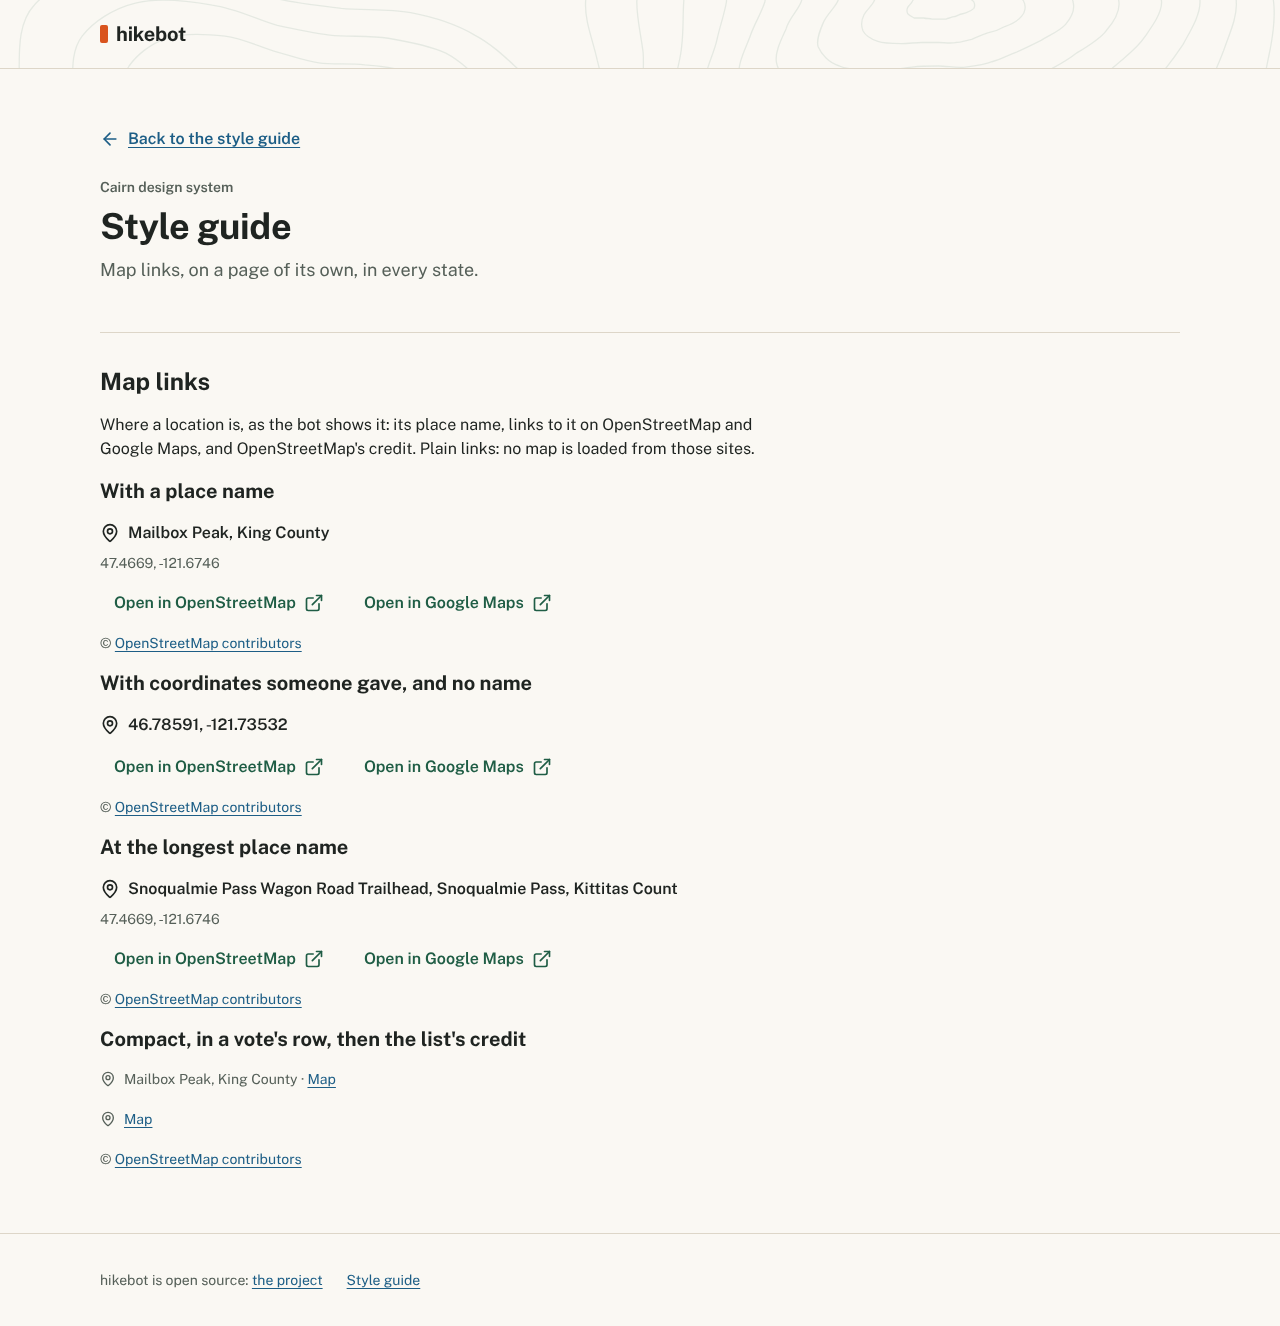 hikebot
Back to the style guide
Cairn design system
Style guide
Map links, on a page of its own, in every state.
Map links
Where a location is, as the bot shows it: its place name, links to it on OpenStreetMap and
Google Maps, and OpenStreetMap's credit. Plain links: no map is loaded from those sites.
With a place name
Mailbox Peak, King County
47.4669, -121.6746
Open in OpenStreetMap Open in Google Maps
© OpenStreetMap contributors
With coordinates someone gave, and no name
46.78591, -121.73532
Open in OpenStreetMap Open in Google Maps
© OpenStreetMap contributors
At the longest place name
Snoqualmie Pass Wagon Road Trailhead, Snoqualmie Pass, Kittitas Count
47.4669, -121.6746
Open in OpenStreetMap Open in Google Maps
© OpenStreetMap contributors
Compact, in a vote's row, then the list's credit
Mailbox Peak, King County · Map
Map
© OpenStreetMap contributors
hikebot is open source: the project Style guide